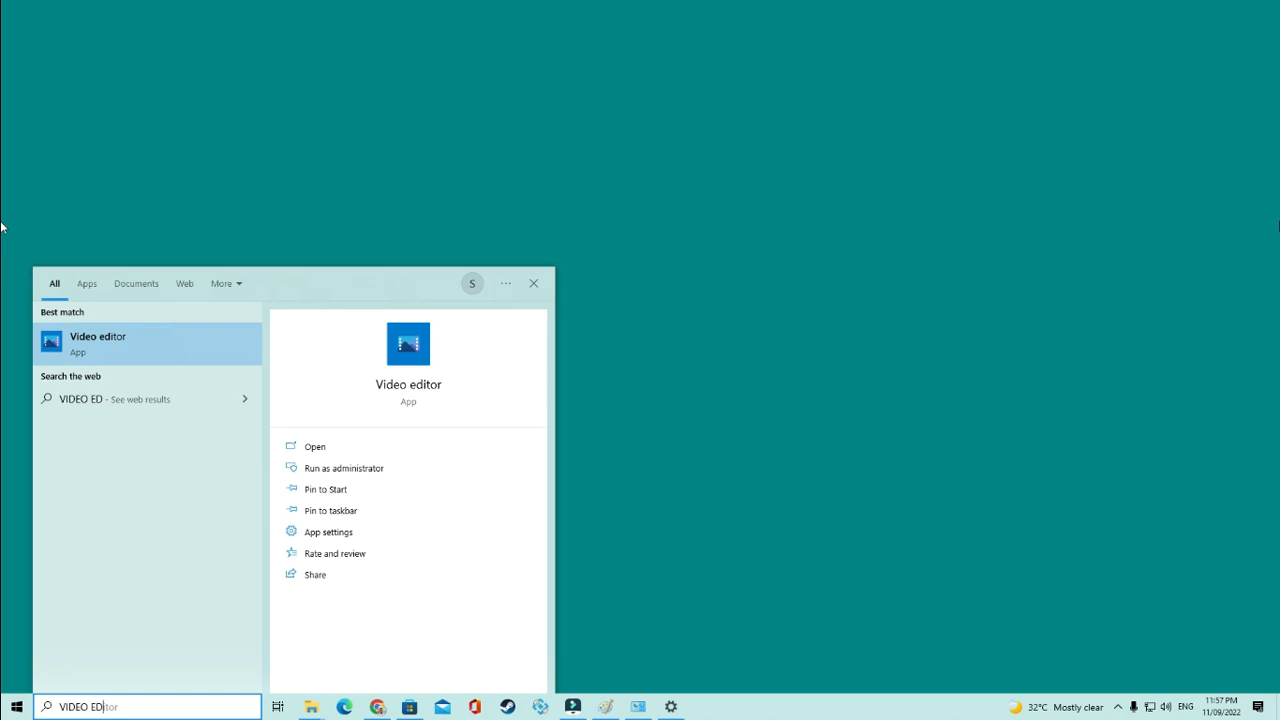 All Apps Documents Web More S
Best match
Video editor
App
Search the web
VIDEO ED - See web results
Video editor
App
Open
Run as administrator
Pin to Start
Pin to taskbar
App settings
Rate and review
Share
VIDEO EDitor
32°C Mostly clear
ENG
11:57 PM
11/09/2022